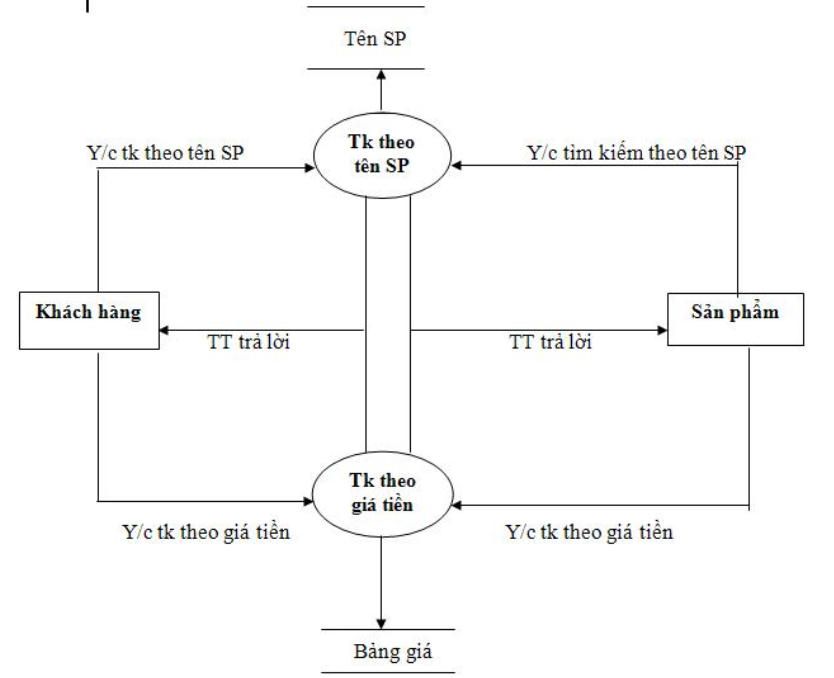 Tên SP
Tk theo
tên SP
Y/c tk theo tên SP
Y/c tìm kiếm theo tên SP
Khách hàng
Sản phẩm
TT trả lời
TT trả lời
Tk theo
giá tiền
Y/c tk theo giá tiền
Y/c tk theo giá tiền
Bảng giá